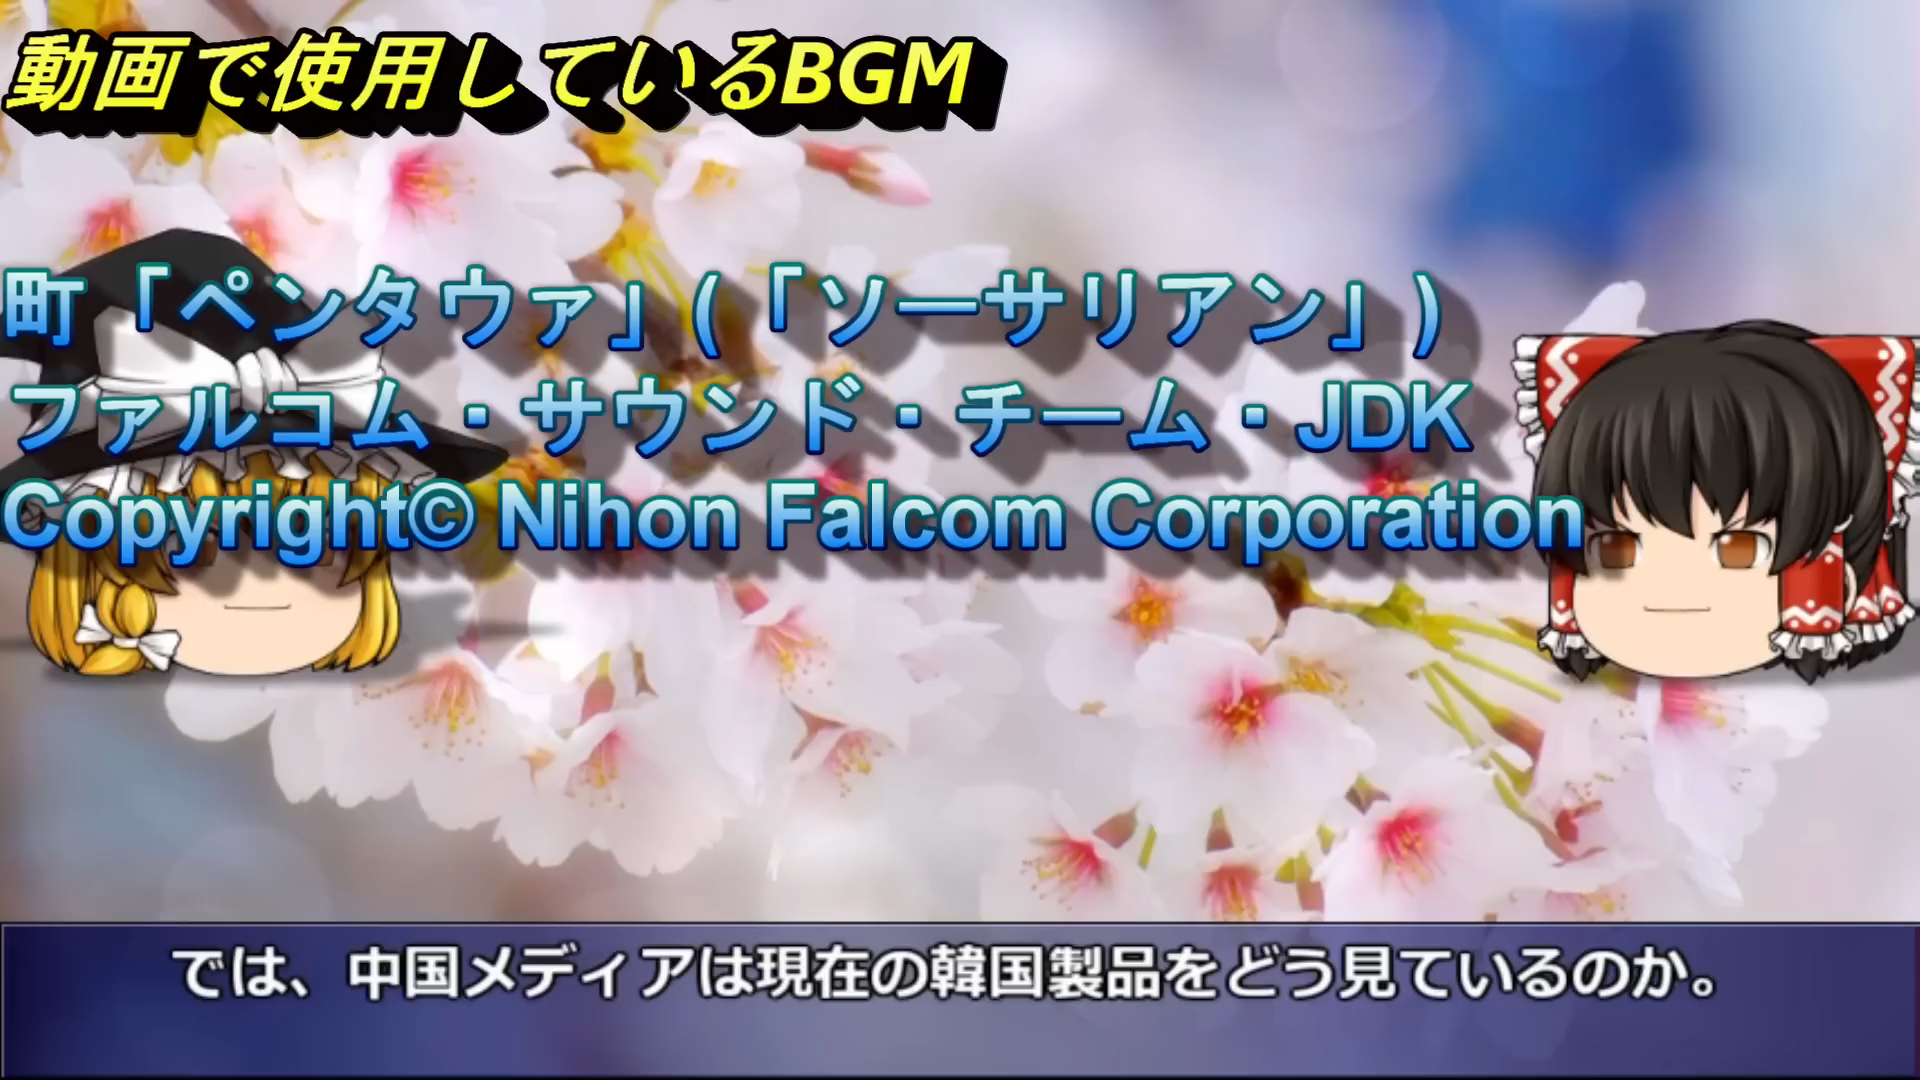 動画で使用しているBGM
町「ペンタウァ」(「ソーサリアン」)
ファルコム・サウンド・チーム・JDK
Copyright© Nihon Falcom Corporation
では、中国メディアは現在の韓国製品をどう見ているのか。